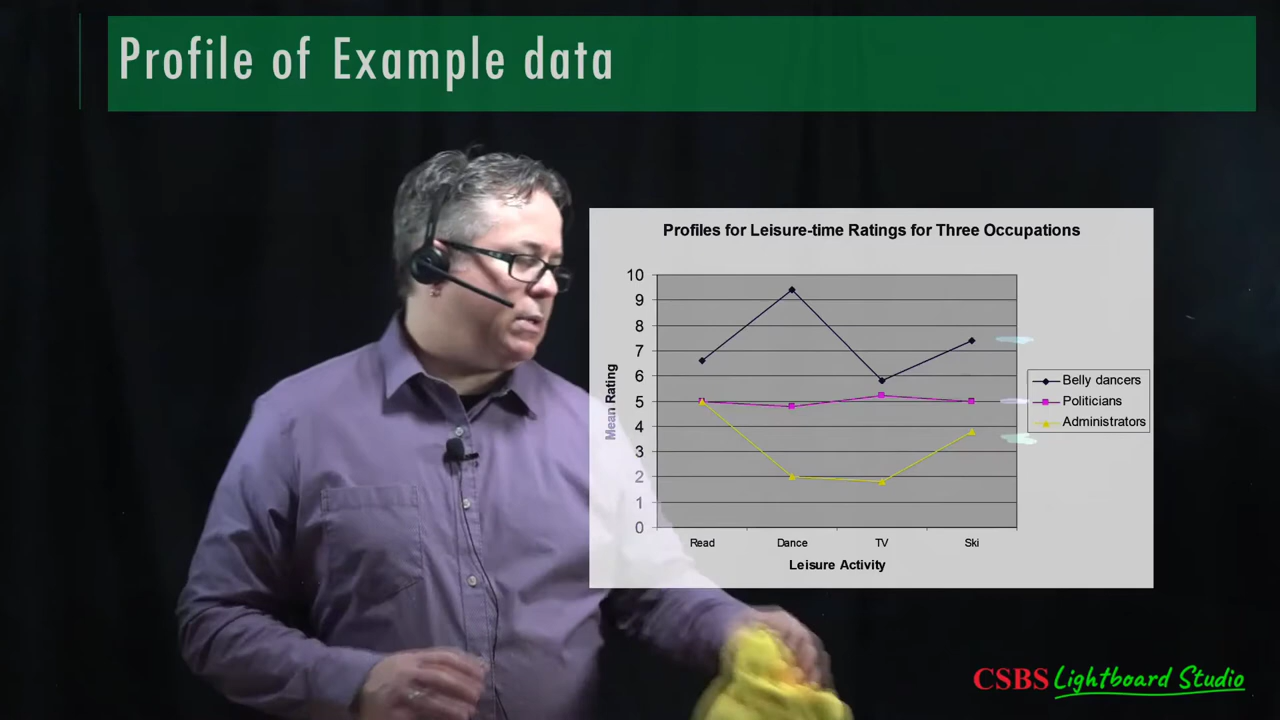 Profile of Example data
Profiles for Leisure-time Ratings for Three Occupations
10
9
8
7
6
5
4
3
2
1
0
Mean Rating
Belly dancers
Politicians
Administrators
Read Dance TV Ski
Leisure Activity
CSBS Lightboard Studio